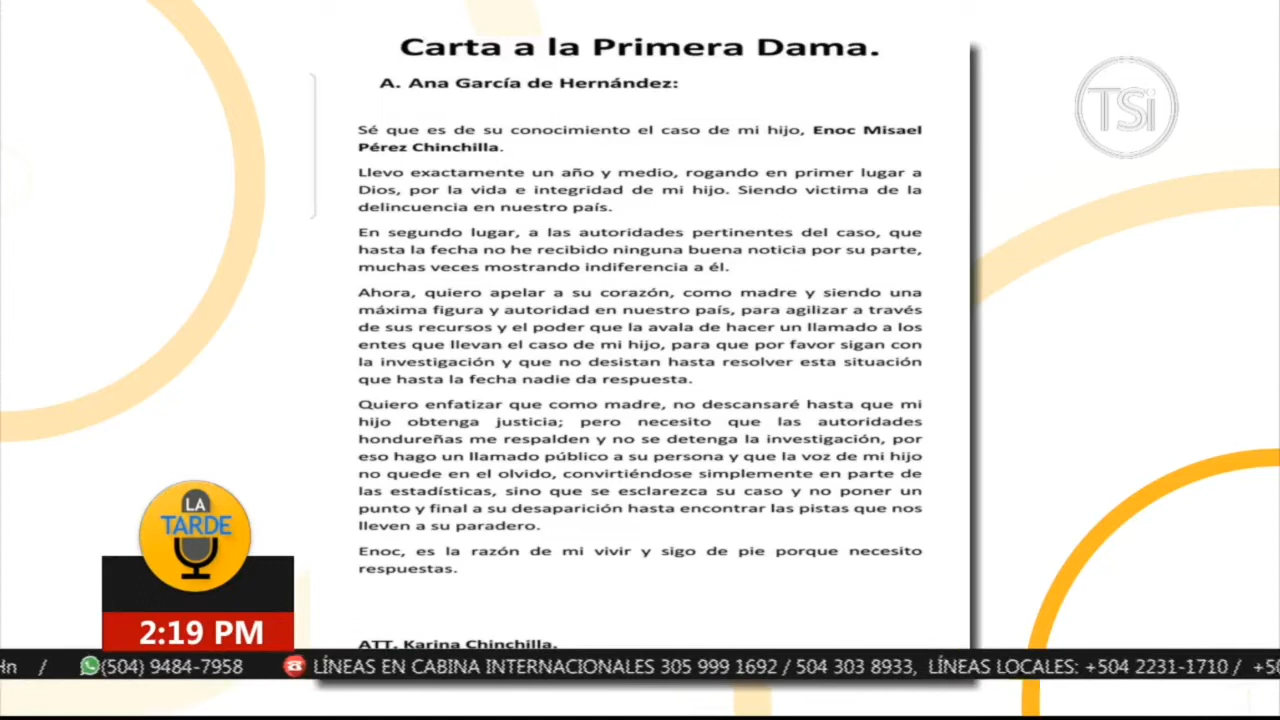 Carta a la Primera Dama.
A. Ana García de Hernández:
TSi
Sé que es de su conocimiento el caso de mi hijo, Enoc Misael
Pérez Chinchilla.
Llevo exactamente un año y medio, rogando en primer lugar a
Dios, por la vida e integridad de mi hijo. Siendo victima de la
delincuencia en nuestro país.
En segundo lugar, a las autoridades pertinentes del caso, que
hasta la fecha no he recibido ninguna buena noticia por su parte,
muchas veces mostrando indiferencia a él.
Ahora, quiero apelar a su corazón, como madre y siendo una
máxima figura y autoridad en nuestro país, para agilizar a través
de sus recursos y el poder que la avala de hacer un llamado a los
entes que llevan el caso de mi hijo, para que por favor sigan con
la investigación y que no desistan hasta resolver esta situación
que hasta la fecha nadie da respuesta.
Quiero enfatizar que como madre, no descansaré hasta que mi
hijo obtenga justicia; pero necesito que las autoridades
hondureñas me respalden y no se detenga la investigación, por
eso hago un llamado público a su persona y que la voz de mi hijo
no quede en el olvido, convirtiéndose simplemente en parte de
las estadísticas, sino que se esclarezca su caso y no poner un
punto y final a su desaparición hasta encontrar las pistas que nos
lleven a su paradero.
Enoc, es la razón de mi vivir y sigo de pie porque necesito
respuestas.
ATT. Karina Chinchilla.
LA
TARDE
2:19 PM
Hn / (504) 9484-7958 LÍNEAS EN CABINA INTERNACIONALES 305 999 1692 / 504 303 8933, LÍNEAS LOCALES: +504 2231-1710 / +50